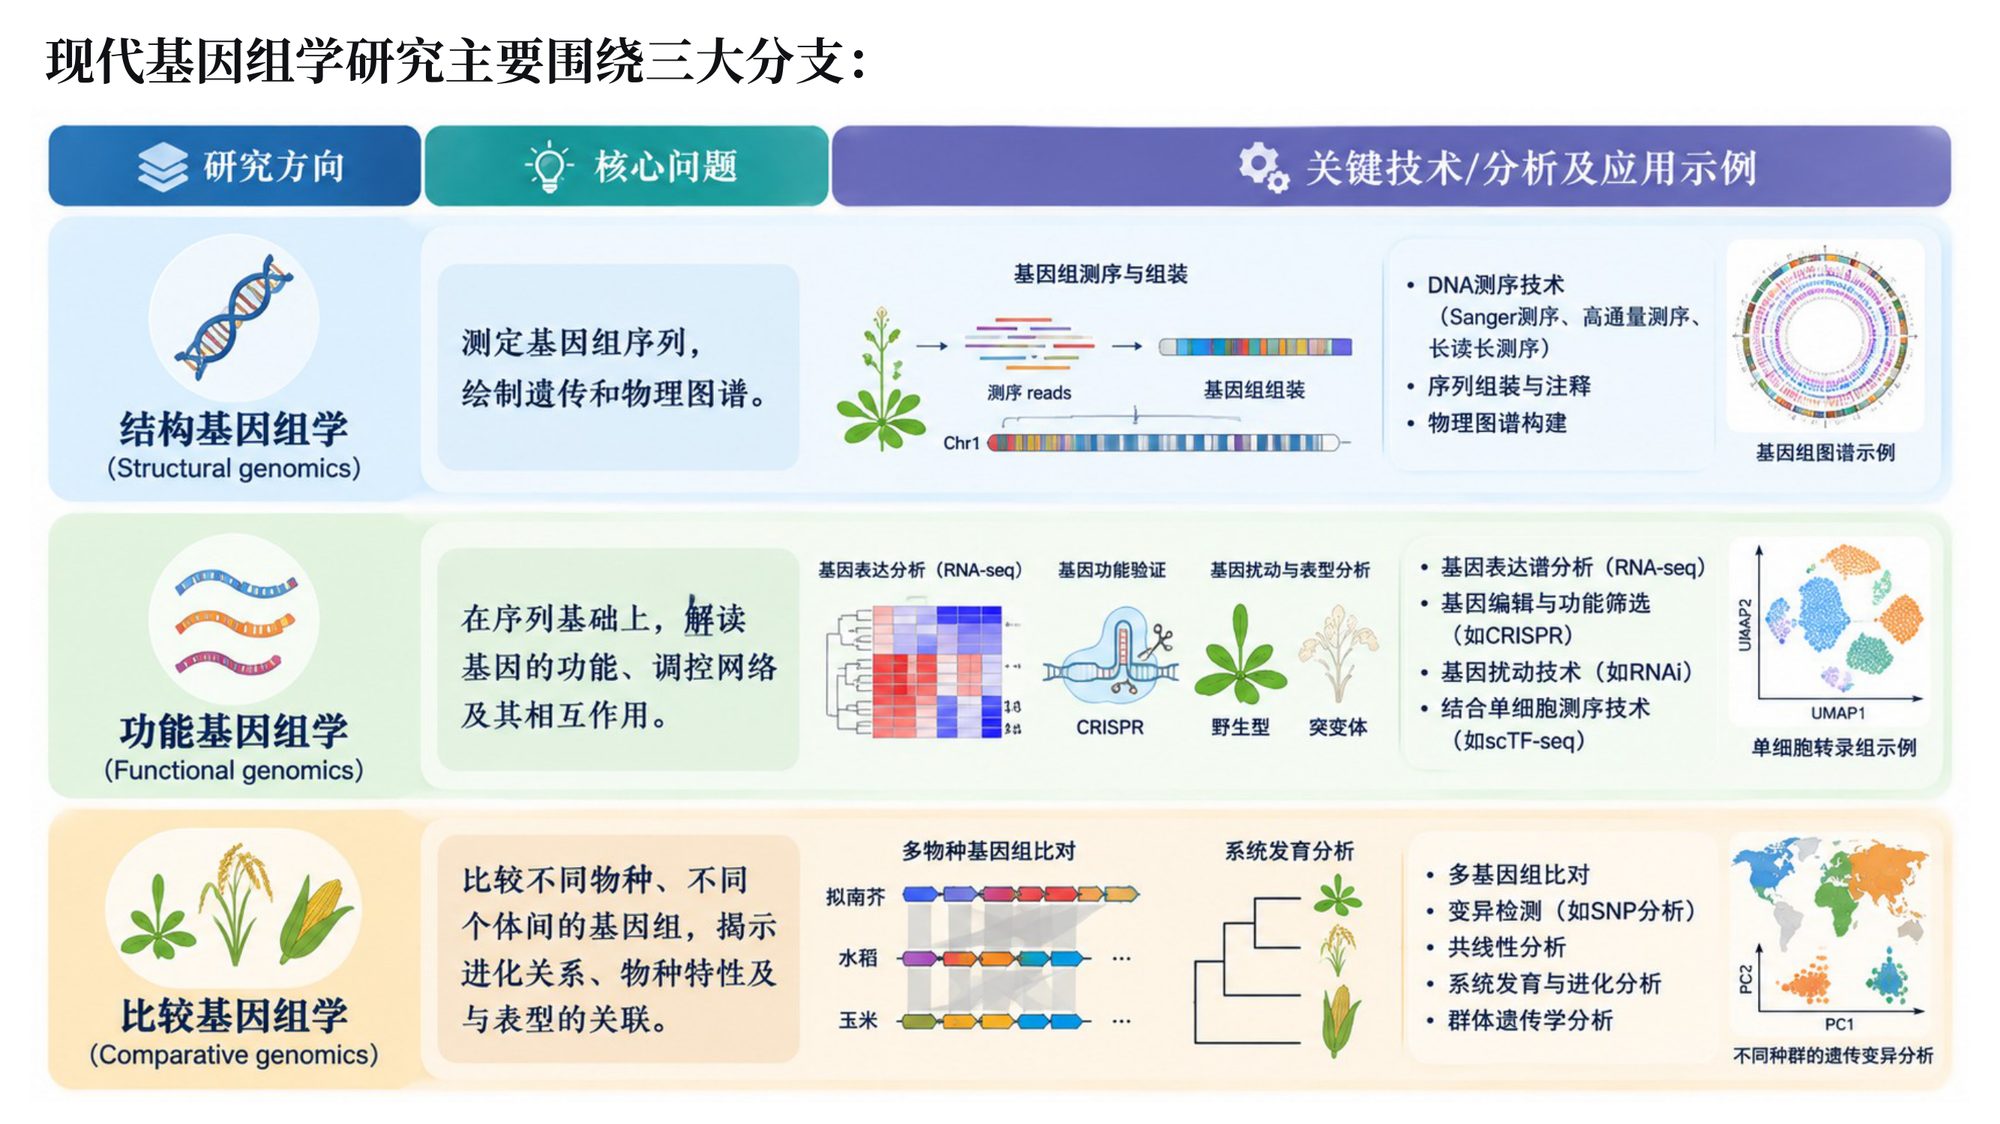 现代基因组学研究主要围绕三大分支：
研究方向
核心问题
关键技术/分析及应用示例
结构基因组学
（Structural genomics）
测定基因组序列，
绘制遗传和物理图谱。
基因组测序与组装
测序 reads
基因组组装
Chr1
• DNA测序技术
（Sanger测序、高通量测序、
长读长测序）
• 序列组装与注释
• 物理图谱构建
基因组图谱示例
功能基因组学
（Functional genomics）
在序列基础上，解读
基因的功能、调控网络
及其相互作用。
基因表达分析（RNA-seq）
基因功能验证
CRISPR
基因扰动与表型分析
野生型
突变体
• 基因表达谱分析（RNA-seq）
• 基因编辑与功能筛选
（如CRISPR）
• 基因扰动技术（如RNAi）
• 结合单细胞测序技术
（如scTF-seq）
UMAP1
单细胞转录组示例
比较基因组学
（Comparative genomics）
比较不同物种、不同
个体间的基因组，揭示
进化关系、物种特性及
与表型的关联。
多物种基因组比对
拟南芥
水稻 ...
玉米 ...
系统发育分析
• 多基因组比对
• 变异检测（如SNP分析）
• 共线性分析
• 系统发育与进化分析
• 群体遗传学分析
PC2
PC1
不同种群的遗传变异分析